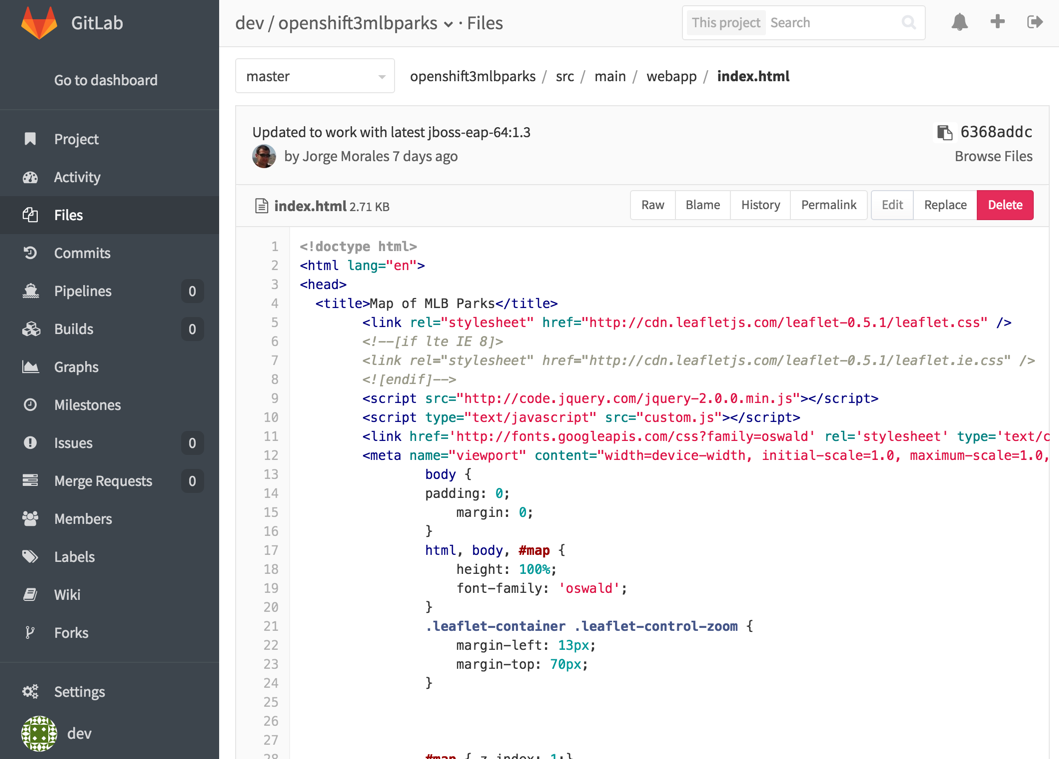 GitLab
dev / openshift3mlbparks · Files
This project Search
Go to dashboard
Project
Activity
Files
Commits
Pipelines 0
Builds 0
Graphs
Milestones
Issues 0
Merge Requests 0
Members
Labels
Wiki
Forks
Settings
dev
master
openshift3mlbparks / src / main / webapp / index.html
Updated to work with latest jboss-eap-64:1.3
6368addc
by Jorge Morales 7 days ago
Browse Files
index.html 2.71 KB
Raw Blame History Permalink Edit Replace Delete
1 <!doctype html>
2 <html lang="en">
3 <head>
4 <title>Map of MLB Parks</title>
5 <link rel="stylesheet" href="http://cdn.leafletjs.com/leaflet-0.5.1/leaflet.css" />
6 <!--[if lte IE 8]>
7 <link rel="stylesheet" href="http://cdn.leafletjs.com/leaflet-0.5.1/leaflet.ie.css" />
8 <![endif]-->
9 <script src="http://code.jquery.com/jquery-2.0.0.min.js"></script>
10 <script type="text/javascript" src="custom.js"></script>
11 <link href='http://fonts.googleapis.com/css?family=oswald' rel='stylesheet' type='text/c
12 <meta name="viewport" content="width=device-width, initial-scale=1.0, maximum-scale=1.0,
13 body {
14 padding: 0;
15 margin: 0;
16 }
17 html, body, #map {
18 height: 100%;
19 font-family: 'oswald';
20 }
21 .leaflet-container .leaflet-control-zoom {
22 margin-left: 13px;
23 margin-top: 70px;
24 }
25
26
27
28 #map { z-index: 1;}